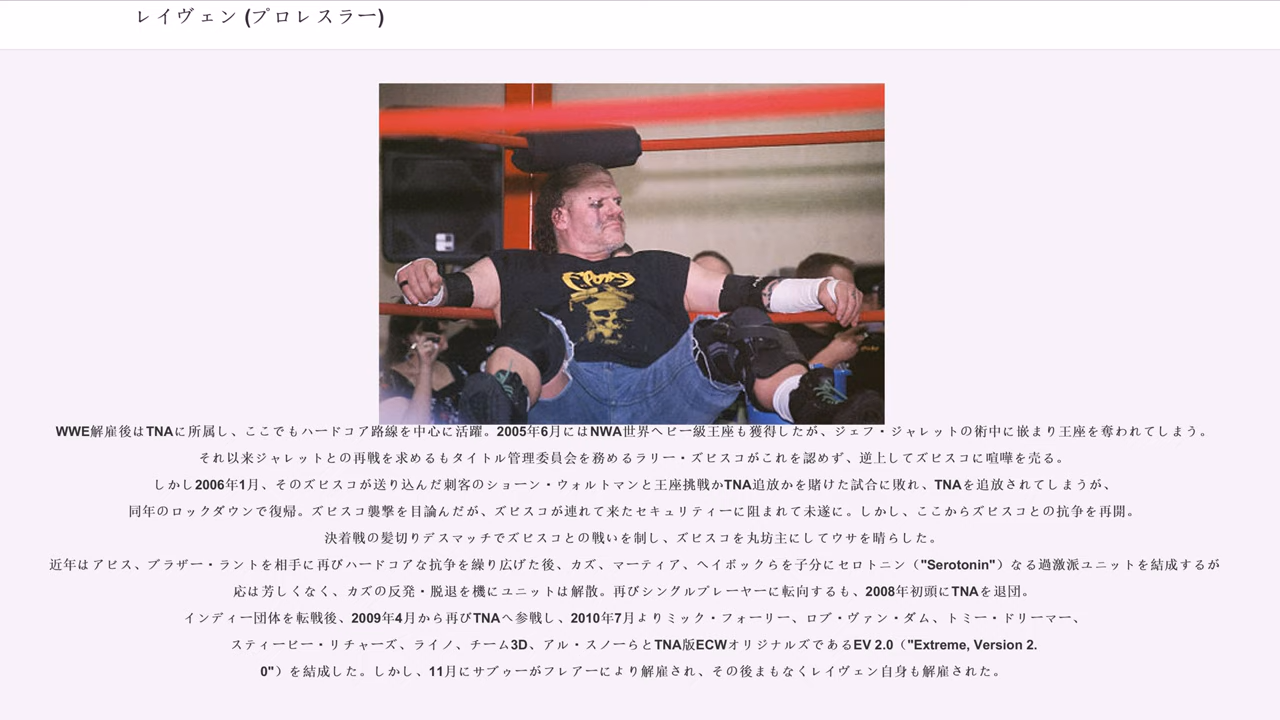 レイヴェン (プロレスラー)
WWE解雇後はTNAに所属し、ここでもハードコア路線を中心に活躍。2005年6月にはNWA世界ヘビー級王座も獲得したが、ジェフ・ジャレットの術中に嵌まり王座を奪われてしまう。
それ以来ジャレットとの再戦を求めるもタイトル管理委員会を務めるラリー・ズビスコがこれを認めず、逆上してズビスコに喧嘩を売る。
しかし2006年1月、そのズビスコが送り込んだ刺客のショーン・ウォルトマンと王座挑戦かTNA追放かを賭けた試合に敗れ、TNAを追放されてしまうが、
同年のロックダウンで復帰。ズビスコ襲撃を目論んだが、ズビスコが連れて来たセキュリティーに阻まれて未遂に。しかし、ここからズビスコとの抗争を再開。
決着戦の髪切りデスマッチでズビスコとの戦いを制し、ズビスコを丸坊主にしてウサを晴らした。
近年はアビス、ブラザー・ラントを相手に再びハードコアな抗争を繰り広げた後、カズ、マーティア、ヘイボックらを子分にセロトニン（"Serotonin"）なる過激派ユニットを結成するが
応は芳しくなく、カズの反発・脱退を機にユニットは解散。再びシングルプレーヤーに転向するも、2008年初頭にTNAを退団。
インディー団体を転戦後、2009年4月から再びTNAへ参戦し、2010年7月よりミック・フォーリー、ロブ・ヴァン・ダム、トミー・ドリーマー、
スティービー・リチャーズ、ライノ、チーム3D、アル・スノーらとTNA版ECWオリジナルズであるEV 2.0（"Extreme, Version 2.
0"）を結成した。しかし、11月にサブゥーがフレアーにより解雇され、その後まもなくレイヴェン自身も解雇された。